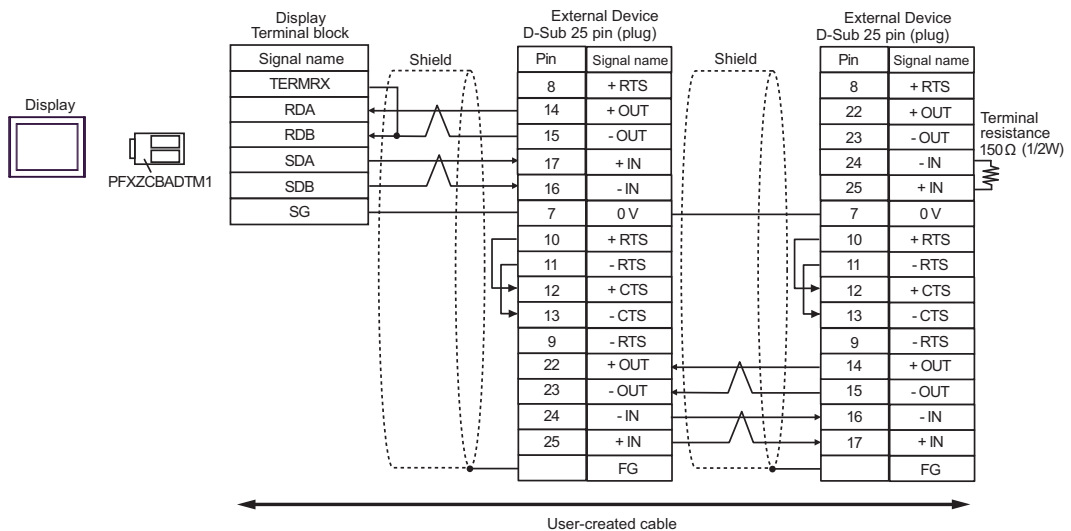 Display
PFXZCBADTM1
Display
Terminal block
Signal name
TERMRX
RDA
RDB
SDA
SDB
SG
Shield
External Device
D-Sub 25 pin (plug)
Pin Signal name
8 + RTS
14 + OUT
15 - OUT
17 + IN
16 - IN
7 0 V
10 + RTS
11 - RTS
12 + CTS
13 - CTS
9 - RTS
22 + OUT
23 - OUT
24 - IN
25 + IN
FG
Shield
External Device
D-Sub 25 pin (plug)
Pin Signal name
8 + RTS
22 + OUT
23 - OUT
24 - IN
25 + IN
7 0 V
10 + RTS
11 - RTS
12 + CTS
13 - CTS
9 - RTS
14 + OUT
15 - OUT
16 - IN
17 + IN
FG
Terminal
resistance
150 Ω (1/2W)
User-created cable